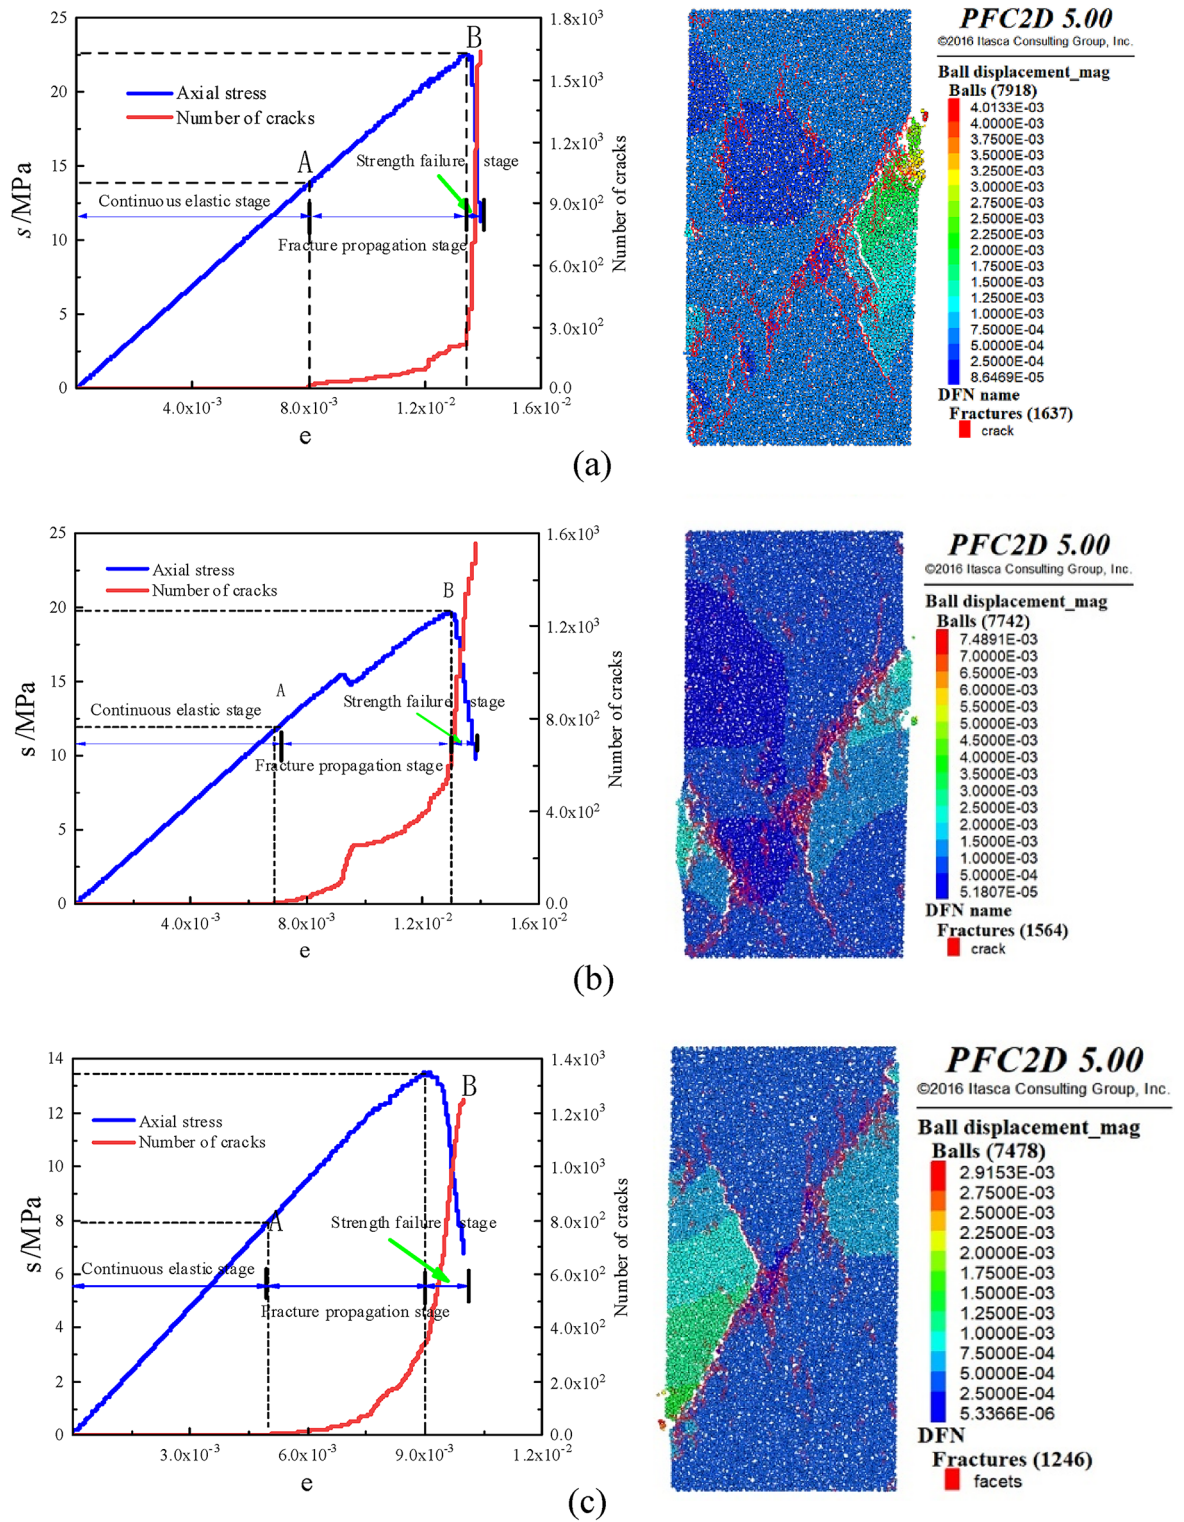 25
20
15
10
5
0
s /MPa
Axial stress
Number of cracks
A
B
Strength failure stage
Continuous elastic stage
Fracture propagation stage
1.8x10³
1.5x10³
1.2x10³
9.0x10²
6.0x10²
3.0x10²
0.0
Number of cracks
4.0x10⁻³
8.0x10⁻³
1.2x10⁻²
1.6x10⁻²
e
PFC2D 5.00
©2016 Itasca Consulting Group, Inc.
Ball displacement_mag
Balls (7918)
4.0133E-03
4.0000E-03
3.7500E-03
3.5000E-03
3.2500E-03
3.0000E-03
2.7500E-03
2.5000E-03
2.2500E-03
2.0000E-03
1.7500E-03
1.5000E-03
1.2500E-03
1.0000E-03
7.5000E-04
5.0000E-04
2.5000E-04
8.6469E-05
DFN name
Fractures (1637)
crack
(a)
25
20
15
10
5
0
s /MPa
Axial stress
Number of cracks
B
A
Strength failure stage
Continuous elastic stage
Fracture propagation stage
1.6x10³
1.2x10³
8.0x10²
4.0x10²
0.0
Number of cracks
4.0x10⁻³
8.0x10⁻³
1.2x10⁻²
1.6x10⁻²
e
PFC2D 5.00
©2016 Itasca Consulting Group, Inc.
Ball displacement_mag
Balls (7742)
7.4891E-03
7.0000E-03
6.5000E-03
6.0000E-03
5.5000E-03
5.0000E-03
4.5000E-03
4.0000E-03
3.5000E-03
3.0000E-03
2.5000E-03
2.0000E-03
1.5000E-03
1.0000E-03
5.0000E-04
5.1807E-05
DFN name
Fractures (1564)
crack
(b)
14
12
10
8
6
4
2
0
s /MPa
Axial stress
Number of cracks
B
A
Strength failure stage
Continuous elastic stage
Fracture propagation stage
1.4x10³
1.2x10³
1.0x10³
8.0x10²
6.0x10²
4.0x10²
2.0x10²
0.0
Number of cracks
3.0x10⁻³
6.0x10⁻³
9.0x10⁻³
1.2x10⁻²
e
PFC2D 5.00
©2016 Itasca Consulting Group, Inc.
Ball displacement_mag
Balls (7478)
2.9153E-03
2.7500E-03
2.5000E-03
2.2500E-03
2.0000E-03
1.7500E-03
1.5000E-03
1.2500E-03
1.0000E-03
7.5000E-04
5.0000E-04
2.5000E-04
5.3366E-06
DFN
Fractures (1246)
facets
(c)